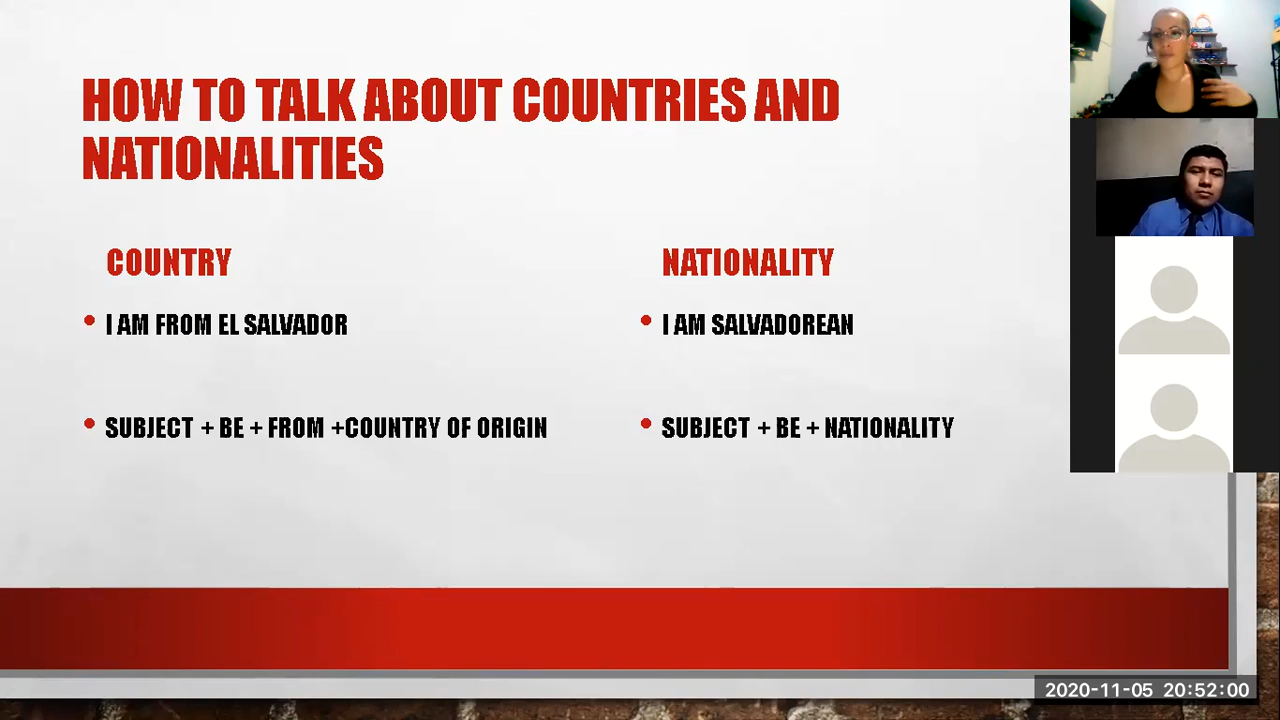 HOW TO TALK ABOUT COUNTRIES AND
NATIONALITIES
COUNTRY
• I AM FROM EL SALVADOR
• SUBJECT + BE + FROM +COUNTRY OF ORIGIN
NATIONALITY
• I AM SALVADOREAN
• SUBJECT + BE + NATIONALITY
2020-11-05 20:52:00